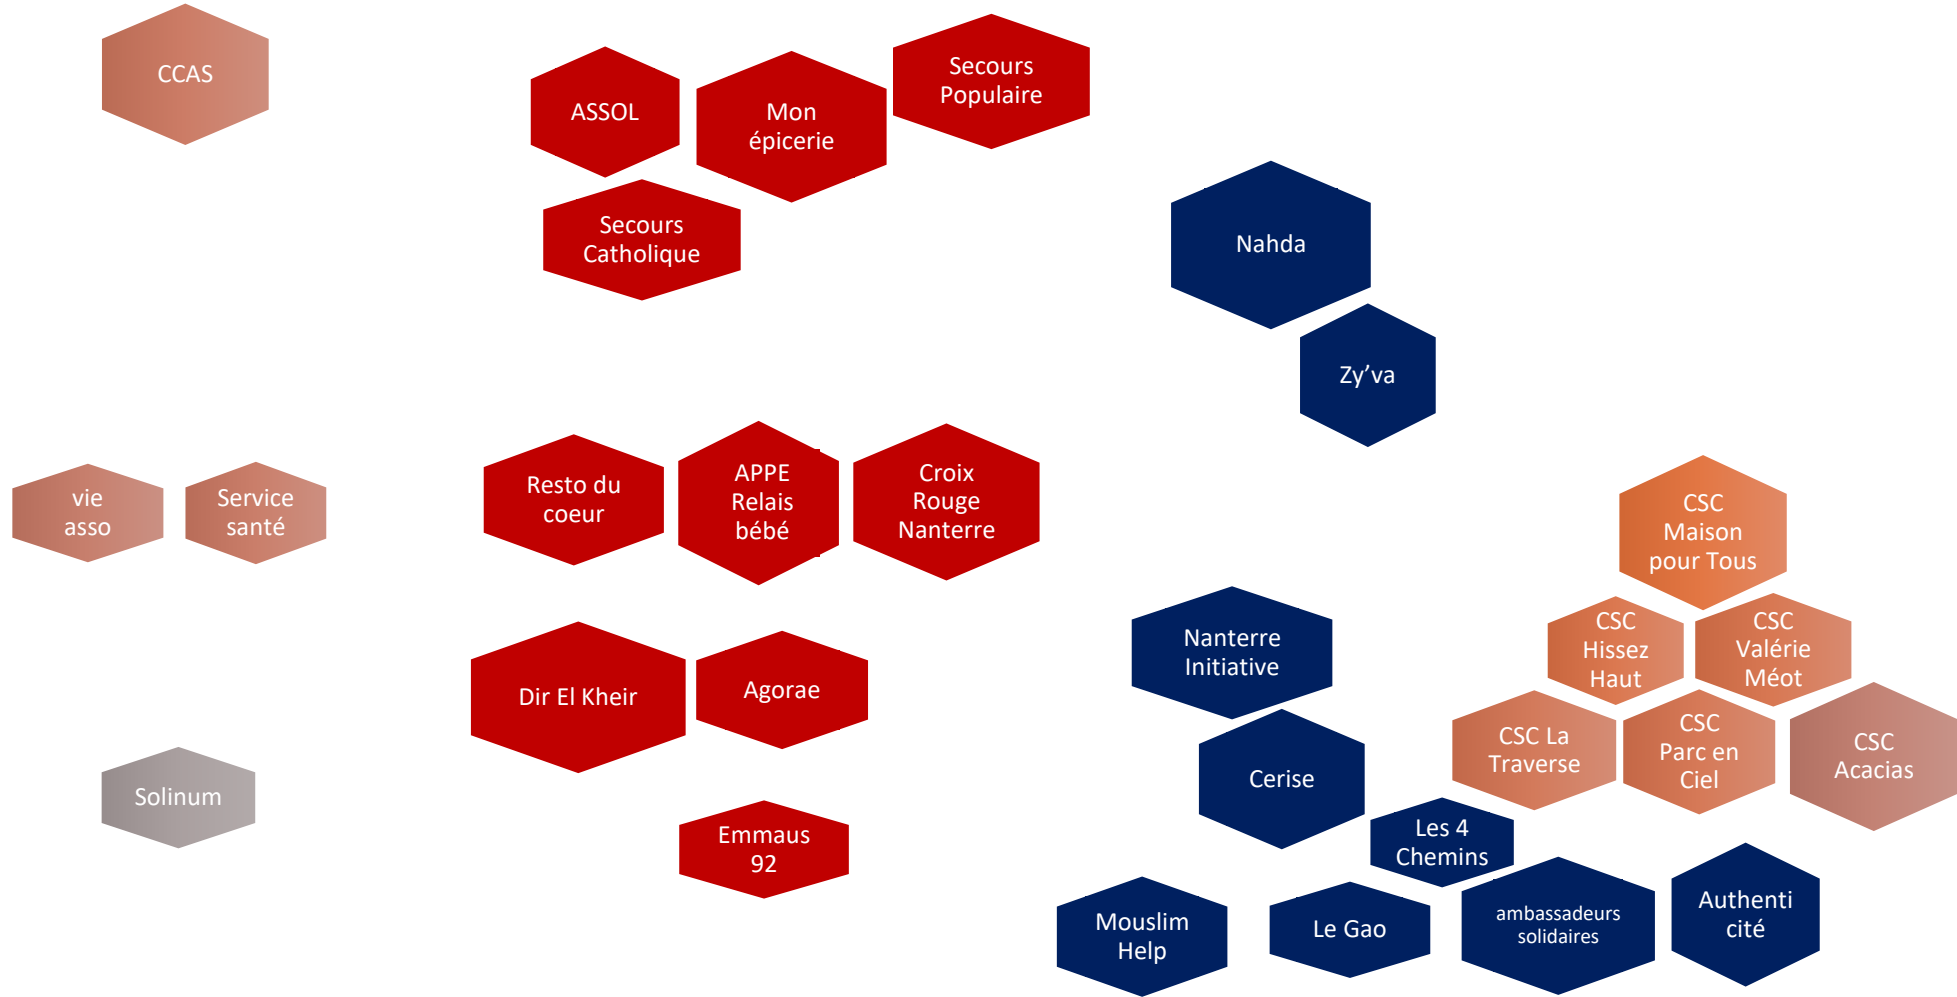 CCAS
ASSOL
Mon
épicerie
Secours
Populaire
Secours
Catholique
Nahda
Zy’va
vie
asso
Service
santé
Resto du
coeur
APPE
Relais
bébé
Croix
Rouge
Nanterre
CSC
Maison
pour Tous
Dir El Kheir
Agorae
Nanterre
Initiative
CSC
Hissez
Haut
CSC
Valérie
Méot
Solinum
Cerise
CSC La
Traverse
CSC
Parc en
Ciel
CSC
Acacias
Emmaus
92
Les 4
Chemins
Mouslim
Help
Le Gao
ambassadeurs
solidaires
Authenti
cité